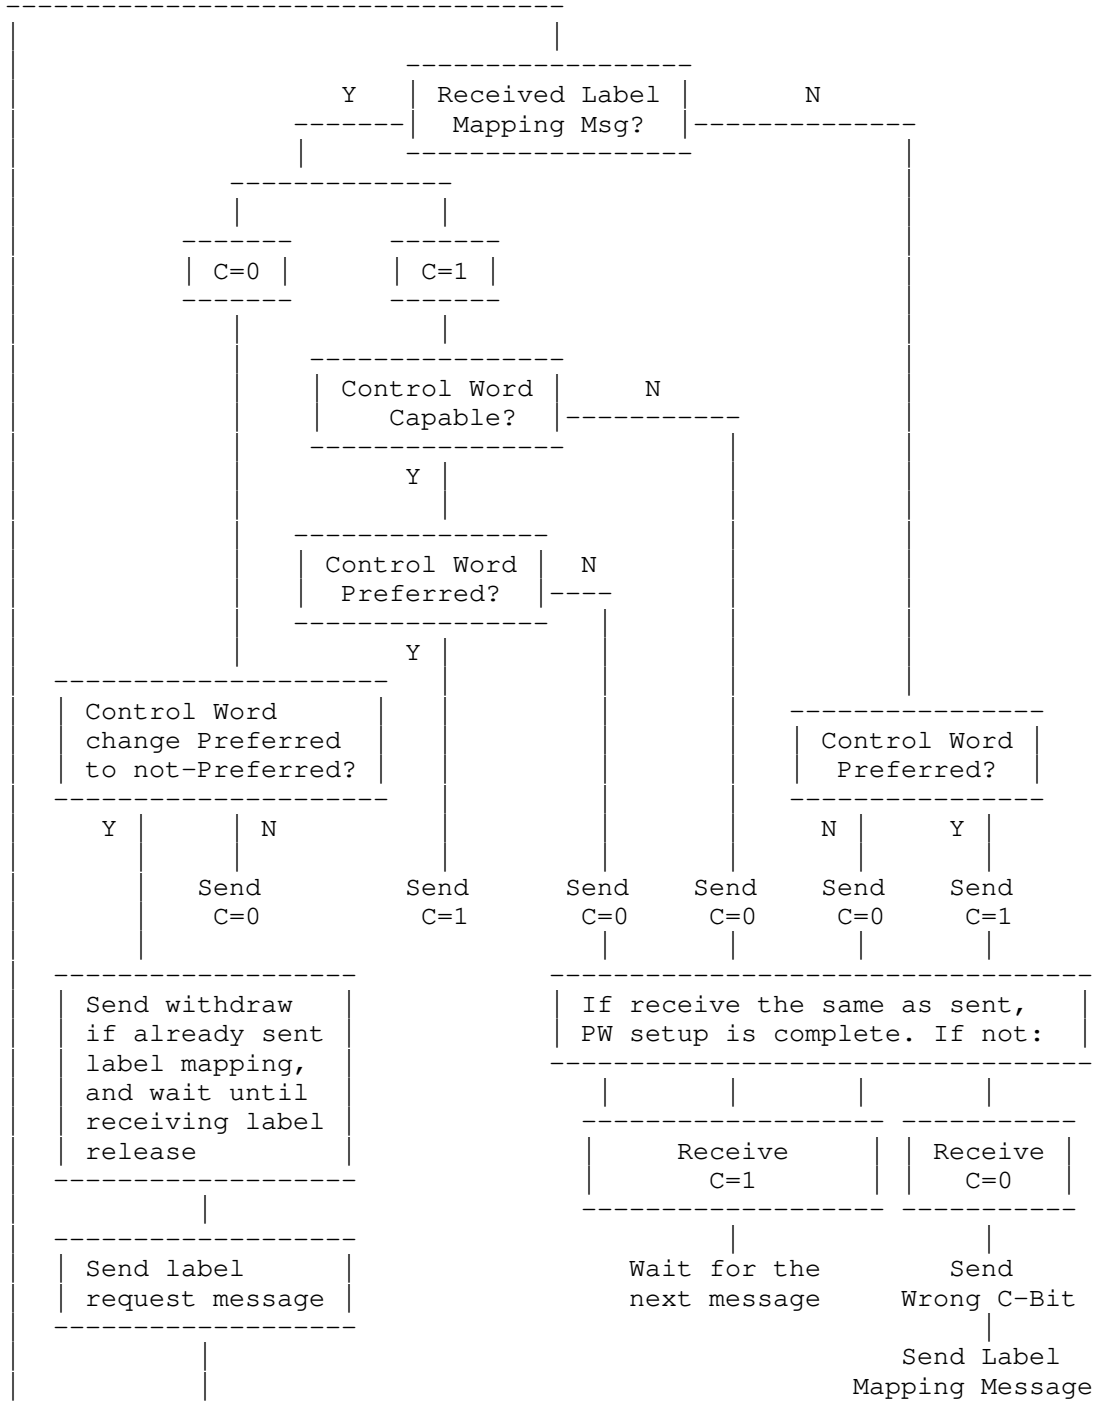 Y Received Label N
Mapping Msg?
C=0 C=1
Control Word N
Capable?
Y
Control Word N
Preferred?
Y
Control Word
change Preferred Control Word
to not-Preferred? Preferred?
Y N N Y
Send Send Send Send Send Send
C=0 C=1 C=0 C=0 C=0 C=1
Send withdraw If receive the same as sent,
if already sent PW setup is complete. If not:
label mapping,
and wait until
receiving label
release Receive Receive
C=1 C=0
Send label Wait for the Send
request message next message Wrong C-Bit
Send Label
Mapping Message